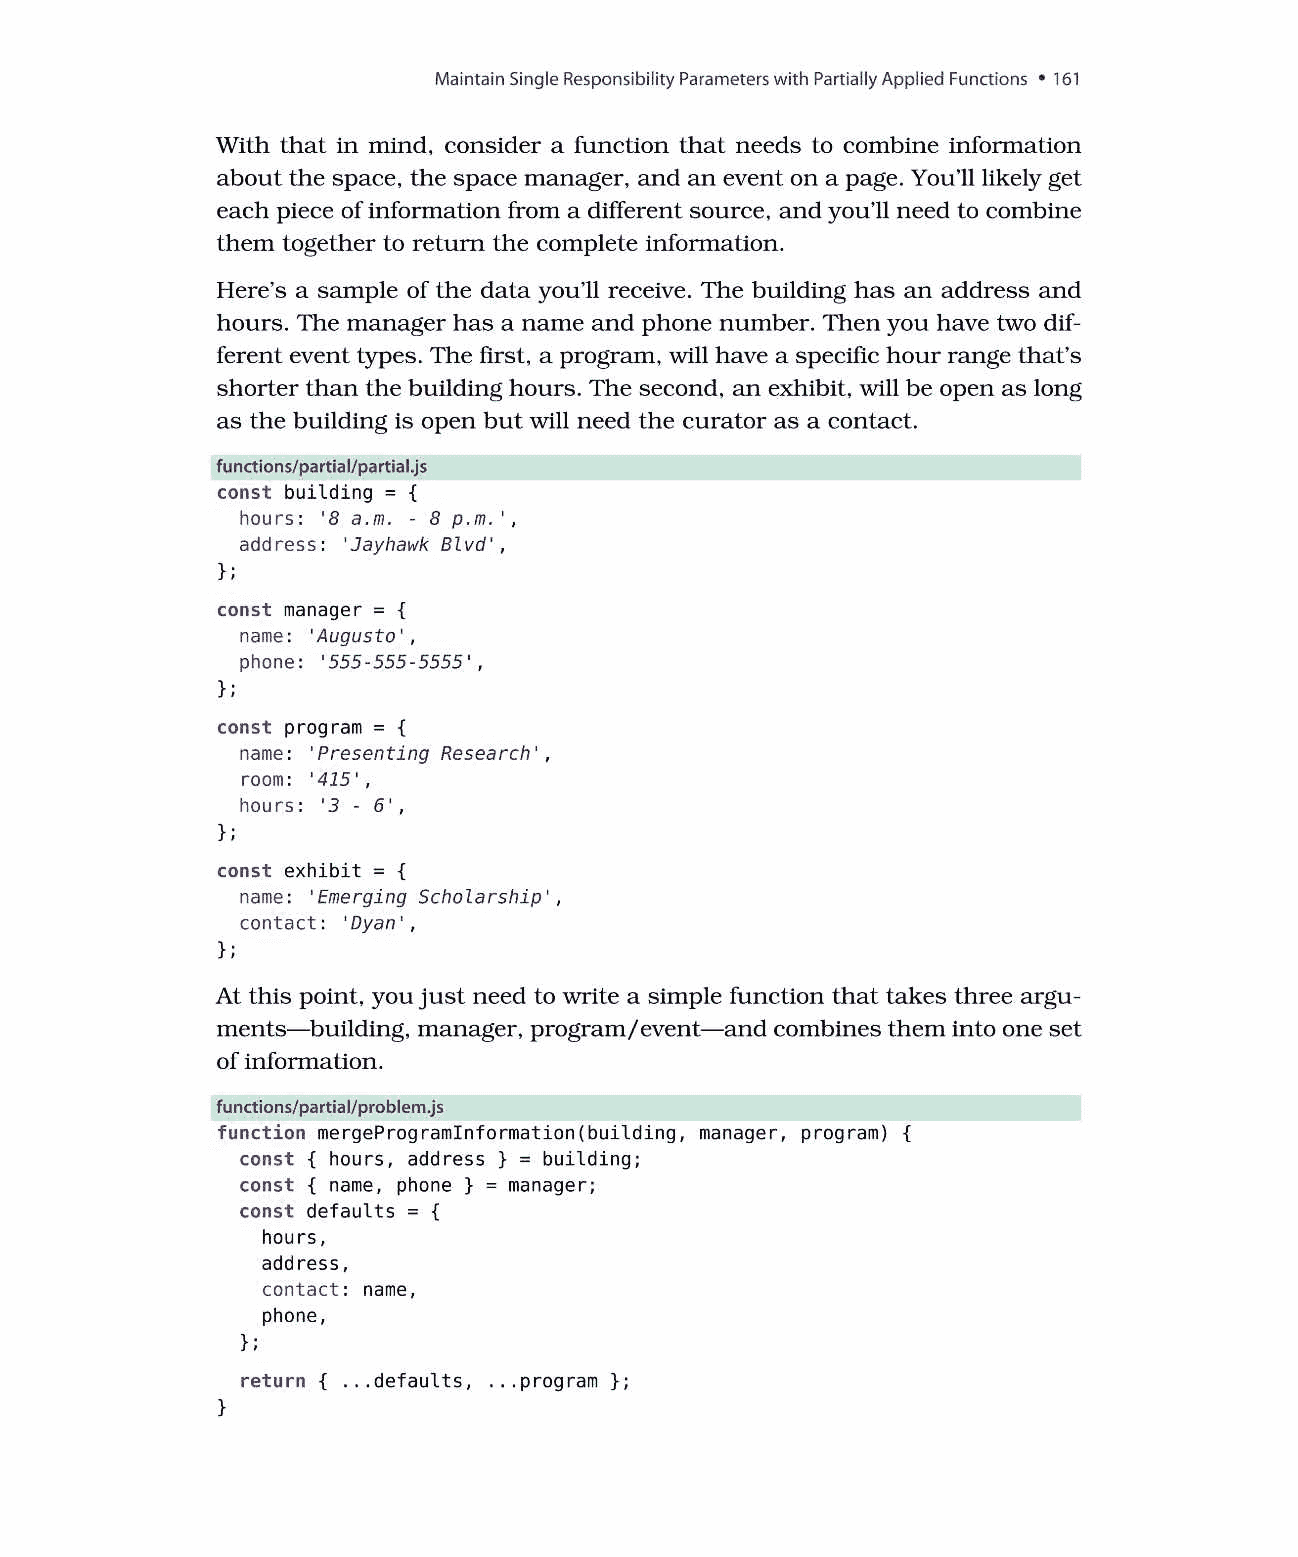 Maintain Single Responsibility Parameters with Partially Applied Functions • 161
With that in mind, consider a function that needs to combine information
about the space, the space manager, and an event on a page. You’ll likely get
each piece of information from a different source, and you’ll need to combine
them together to return the complete information.
Here’s a sample of the data you’ll receive. The building has an address and
hours. The manager has a name and phone number. Then you have two dif-
ferent event types. The first, a program, will have a specific hour range that’s
shorter than the building hours. The second, an exhibit, will be open as long
as the building is open but will need the curator as a contact.
functions/partial/partial.js
const building = {
  hours: '8 a.m. - 8 p.m.',
  address: 'Jayhawk Blvd',
};
const manager = {
  name: 'Augusto',
  phone: '555-555-5555',
};
const program = {
  name: 'Presenting Research',
  room: '415',
  hours: '3 - 6',
};
const exhibit = {
  name: 'Emerging Scholarship',
  contact: 'Dyan',
};
At this point, you just need to write a simple function that takes three argu-
ments—building, manager, program/event—and combines them into one set
of information.
functions/partial/problem.js
function mergeProgramInformation(building, manager, program) {
  const { hours, address } = building;
  const { name, phone } = manager;
  const defaults = {
    hours,
    address,
    contact: name,
    phone,
  };
  return { ...defaults, ...program };
}